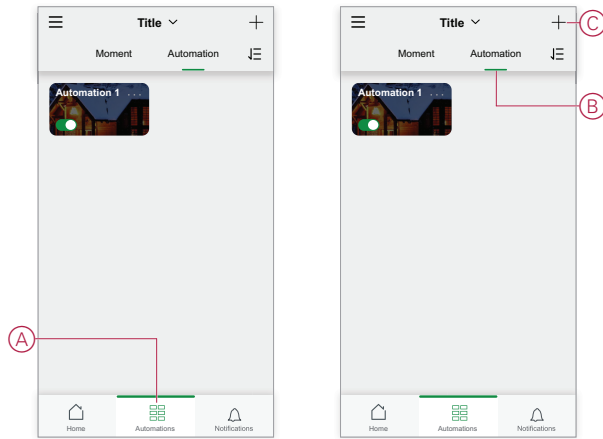 Title
Moment Automation
Automation 1 ...
A
Home Automations Notifications
Title
C
Moment Automation
B
Automation 1 ...
Home Automations Notifications